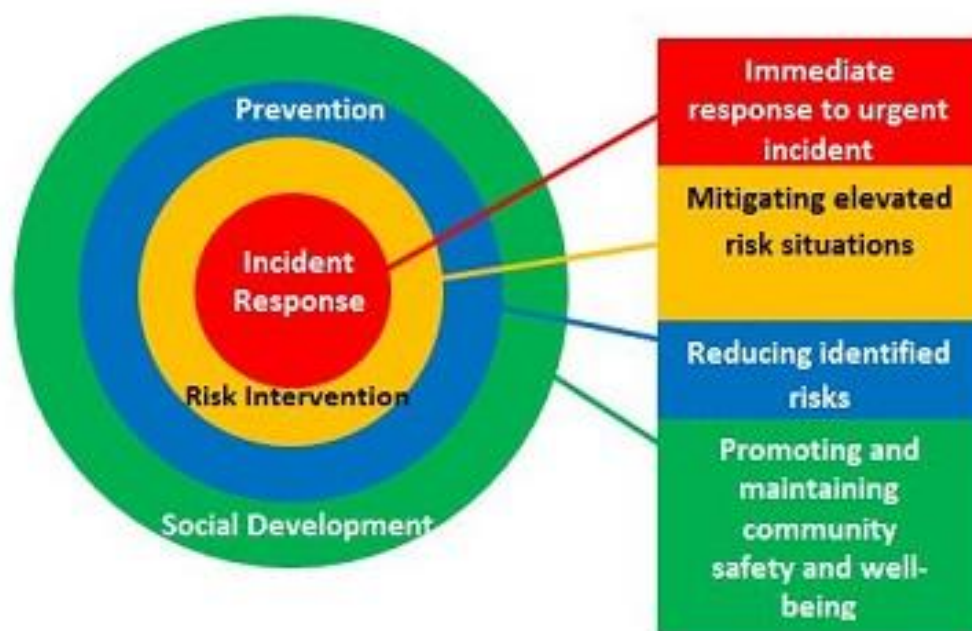 Prevention
Incident
Response
Risk Intervention
Social Development
Immediate
response to urgent
incident
Mitigating elevated
risk situations
Reducing identified
risks
Promoting and
maintaining
community
safety and well-
being